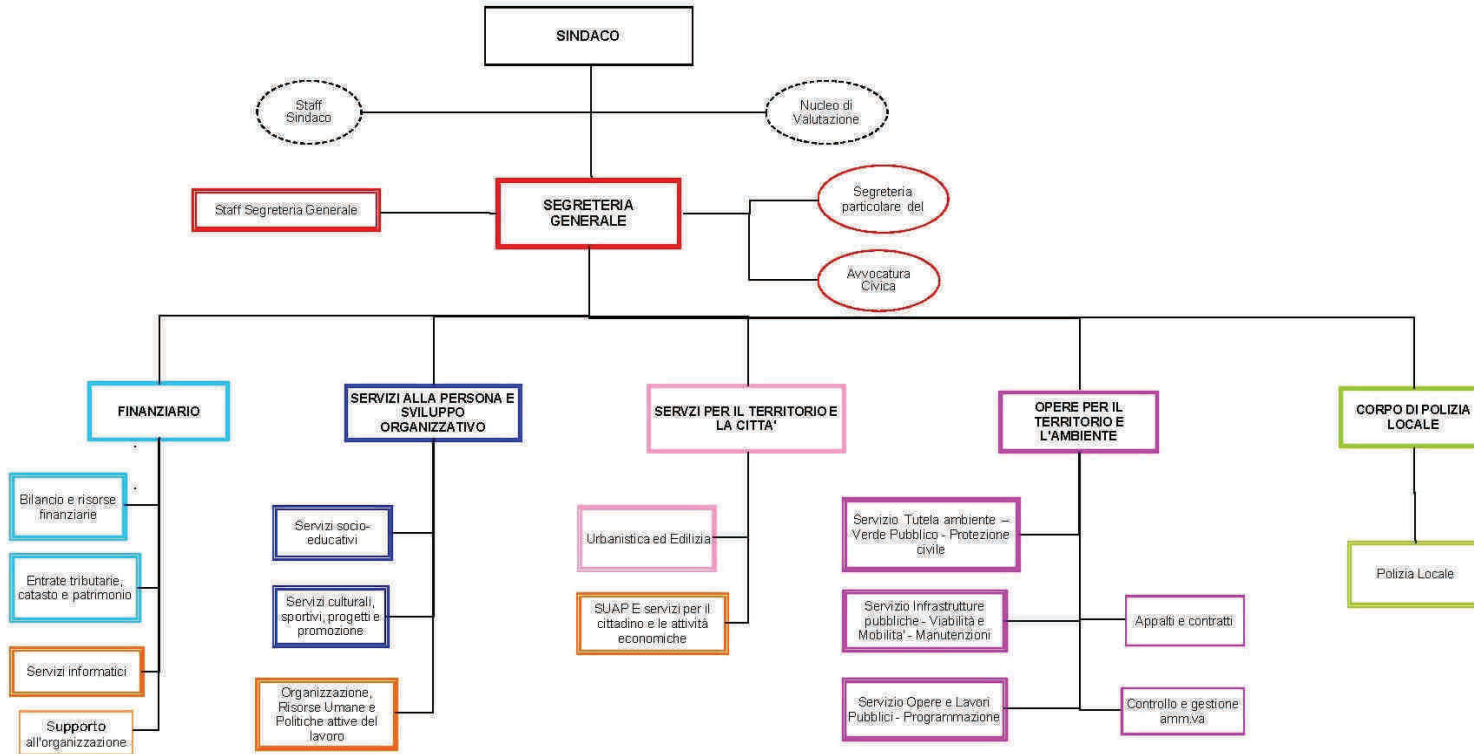 SINDACO
Staff
Sindaco
Nucleo di
Valutazione
Staff Segreteria Generale
SEGRETERIA
GENERALE
Segreteria
particolare del
Avvocatura
Civica
FINANZIARIO
SERVIZI ALLA PERSONA E
SVILUPPO
ORGANIZZATIVO
SERVZI PER IL TERRITORIO E
LA CITTA'
OPERE PER IL
TERRITORIO E
L'AMBIENTE
CORPO DI POLIZIA
LOCALE
Bilancio e risorse
finanziarie
Entrate tributarie,
catasto e patrimonio
Servizi informatici
Supporto
all'organizzazione
Servizi socio-
educativi
Servizi culturali,
sportivi, progetti e
promozione
Organizzazione,
Risorse Umane e
Politiche attive del
lavoro
Urbanistica ed Edilizia
SUAP E servizi per il
cittadino e le attività
economiche
Servizio Tutela ambiente –
Verde Pubblico - Protezione
civile
Servizio Infrastrutture
pubbliche - Viabilità e
Mobilita' - Manutenzioni
Servizio Opere e Lavori
Pubblici - Programmazione
Appalti e contratti
Controllo e gestione
amm.va
Polizia Locale